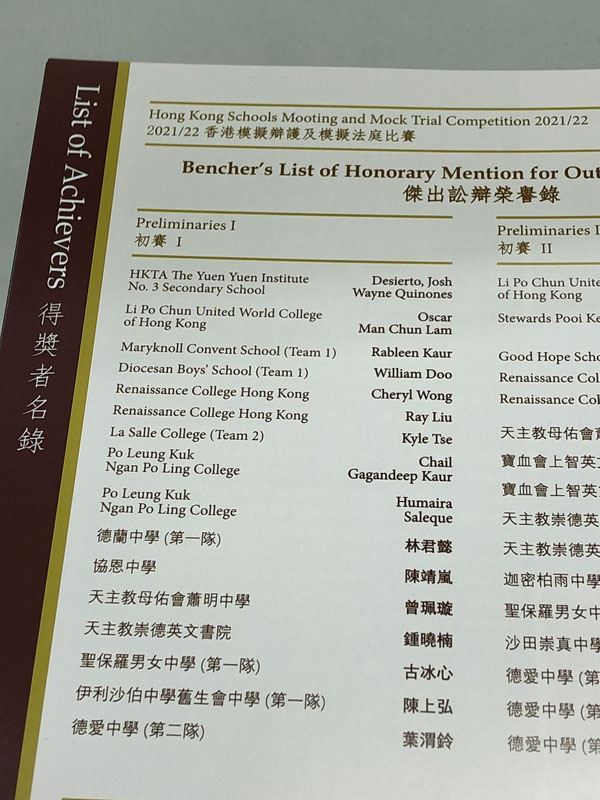 List of Achievers 得獎者名錄
Hong Kong Schools Mooting and Mock Trial Competition 2021/22
2021/22 香港模擬辯護及模擬法庭比賽
Bencher's List of Honorary Mention for
傑出訟辯榮譽錄
Preliminaries I
初賽 I
HKTA The Yuen Yuen Institute
No. 3 Secondary School
Desierto, Josh
Wayne Quinones
Li Po Chun United World College
of Hong Kong
Oscar
Man Chun Lam
Maryknoll Convent School (Team 1) Rableen Kaur
Diocesan Boys' School (Team 1) William Doo
Renaissance College Hong Kong Cheryl Wong
Renaissance College Hong Kong Ray Liu
La Salle College (Team 2) Kyle Tse
Po Leung Kuk
Ngan Po Ling College
Chail
Gagandeep Kaur
Po Leung Kuk
Ngan Po Ling College
Humaira
Saleque
德蘭中學 (第一隊) 林君懿
協恩中學 陳靖嵐
天主教母佑會蕭明中學 曾珮璇
天主教崇德英文書院 鍾曉楠
聖保羅男女中學 (第一隊) 古冰心
伊利沙伯中學舊生會中學 (第一隊) 陳上弘
德愛中學 (第二隊) 葉渭鈴
Preliminaries
初賽 II
Li Po Chun Unite
of Hong Kong
Stewards Pooi Ke
Good Hope Scho
Renaissance Col
Renaissance Col
天主教母佑會
寶血會上智英
寶血會上智英
天主教崇德英
天主教崇德英
迦密柏雨中學
聖保羅男女中
沙田崇真中學
德愛中學 (第
德愛中學 (第
德愛中學 (第